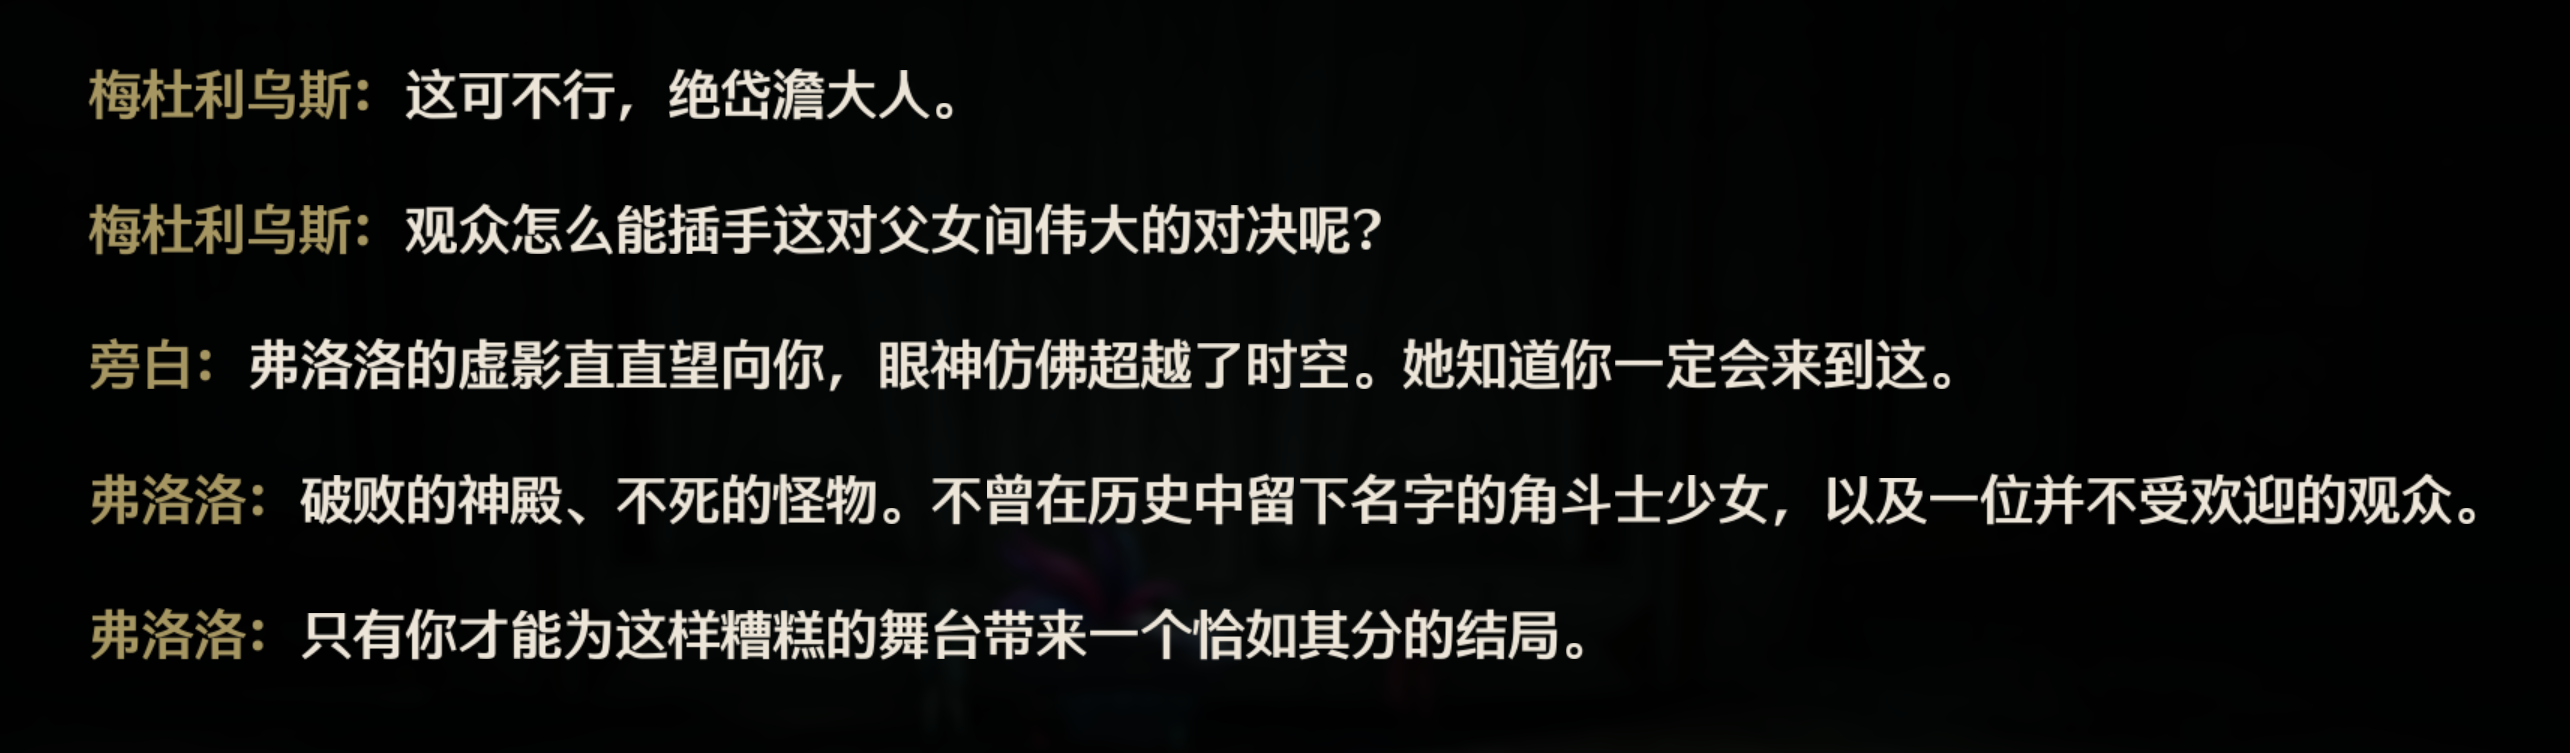 梅杜利乌斯：这可不行，绝岱澹大人。
梅杜利乌斯：观众怎么能插手这对父女间伟大的对决呢？
旁白：弗洛洛的虚影直直望向你，眼神仿佛超越了时空。她知道你一定会来到这。
弗洛洛：破败的神殿、不死的怪物。不曾在历史中留下名字的角斗士少女，以及一位并不受欢迎的观众。
弗洛洛：只有你才能为这样糟糕的舞台带来一个恰如其分的结局。